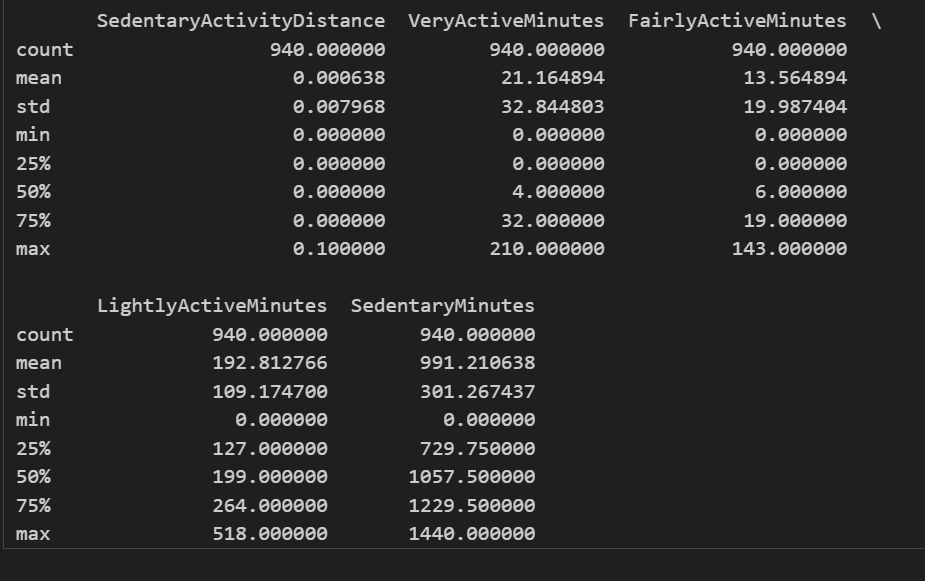 SedentaryActivityDistance  VeryActiveMinutes  FairlyActiveMinutes  \
count                 940.000000         940.000000           940.000000
mean                    0.000638          21.164894            13.564894
std                     0.007968          32.844803            19.987404
min                     0.000000           0.000000             0.000000
25%                     0.000000           0.000000             0.000000
50%                     0.000000           4.000000             6.000000
75%                     0.000000          32.000000            19.000000
max                     0.100000         210.000000           143.000000

       LightlyActiveMinutes  SedentaryMinutes
count            940.000000        940.000000
mean             192.812766        991.210638
std              109.174700        301.267437
min                0.000000          0.000000
25%              127.000000        729.750000
50%              199.000000       1057.500000
75%              264.000000       1229.500000
max              518.000000       1440.000000